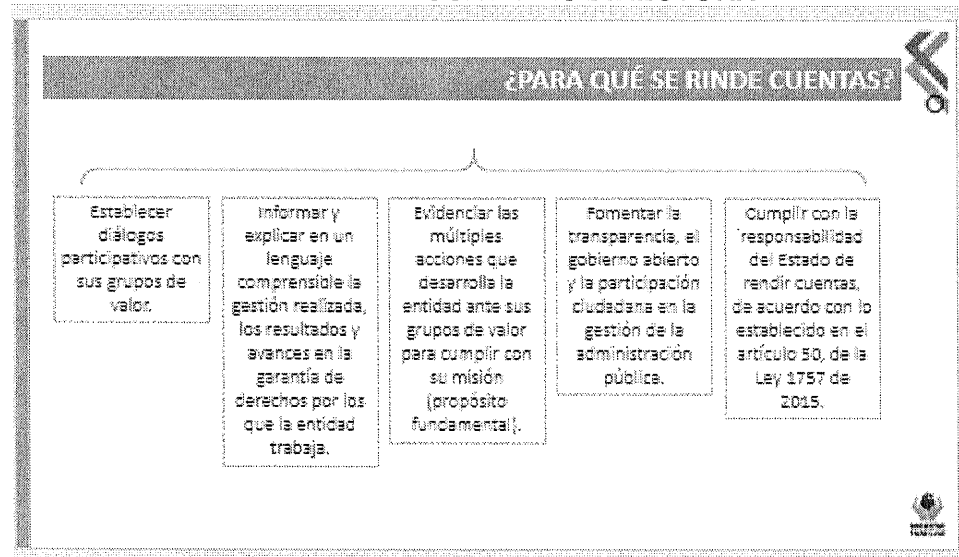 ¿PARA QUÉ SE RINDE CUENTAS?
Establecer
diálogos
participativos con
sus grupos de
valor.
Informar y
explicar en un
lenguaje
comprensible la
gestión realizada,
los resultados y
avances en la
garantía de
derechos por los
que la entidad
trabaja.
Evidenciar las
múltiples
acciones que
desarrolla la
entidad ante sus
grupos de valor
para cumplir con
su misión
(propósito
fundamental).
Fomentar la
transparencia, el
gobierno abierto
y la participación
ciudadana en la
gestión de la
administración
pública.
Cumplir con la
responsabilidad
del Estado de
rendir cuentas,
de acuerdo con lo
establecido en el
artículo 50, de la
Ley 1757 de
2015.